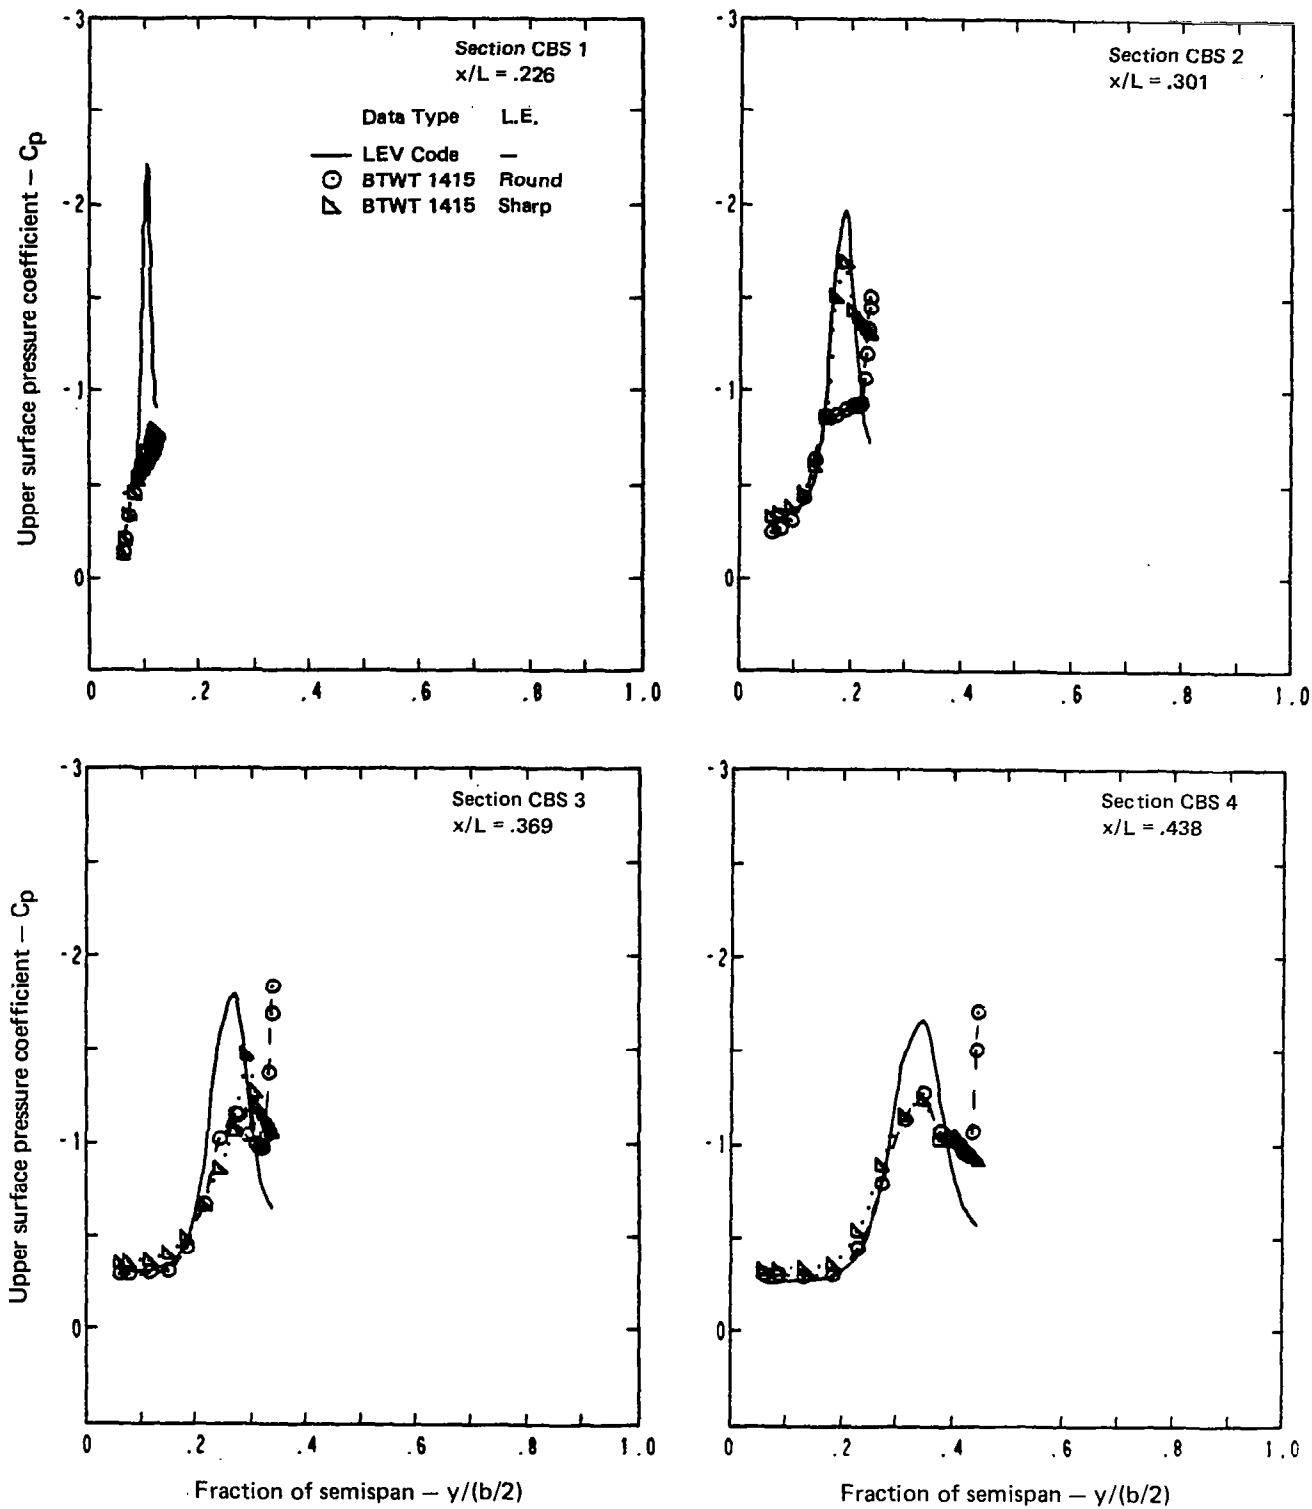 Section CBS 1
x/L = .226
Data Type L.E.
LEV Code –
BTWT 1415 Round
BTWT 1415 Sharp
Upper surface pressure coefficient – Cp
-3
-2
-1
0
0 .2 .4 .6 .8 1.0
Section CBS 2
x/L = .301
-3
-2
-1
0
0 .2 .4 .6 .8 1.0
Section CBS 3
x/L = .369
Upper surface pressure coefficient – Cp
-3
-2
-1
0
0 .2 .4 .6 .8 1.0
Fraction of semispan – y/(b/2)
Section CBS 4
x/L = .438
-3
-2
-1
0
0 .2 .4 .6 .8 1.0
Fraction of semispan – y/(b/2)